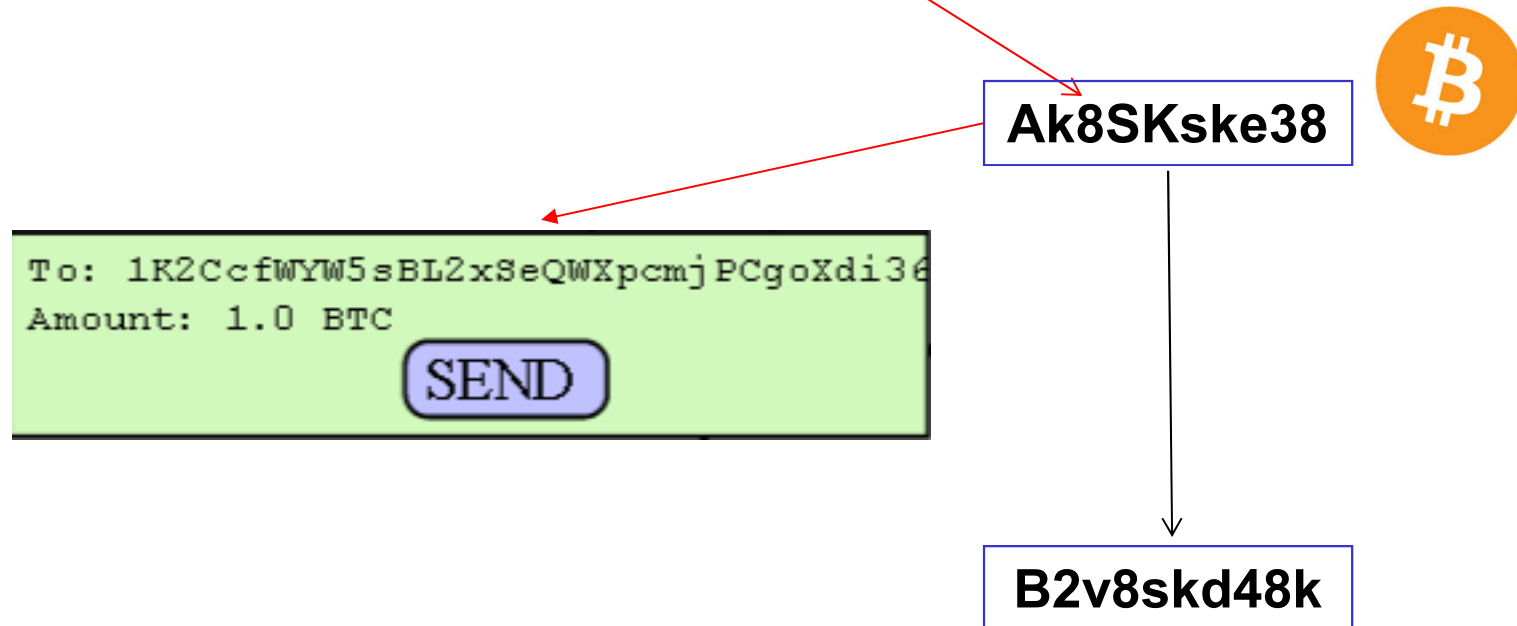 Ak8SKske38
To: 1K2CcfWYW5sBL2xSeQWXpcmjPCgoXdi36
Amount: 1.0 BTC
SEND
B2v8skd48k